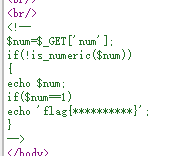 <br/>
<br/>
<!--
$num=$_GET['num'];
if(!is_numeric($num))
{
echo $num;
if($num==1)
echo 'flag{**********}';
}
-->
</body>